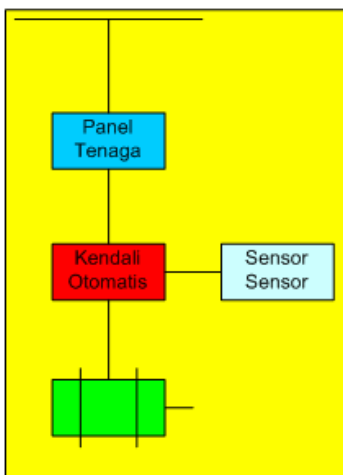 Panel
Tenaga
Kendali
Otomatis
Sensor
Sensor